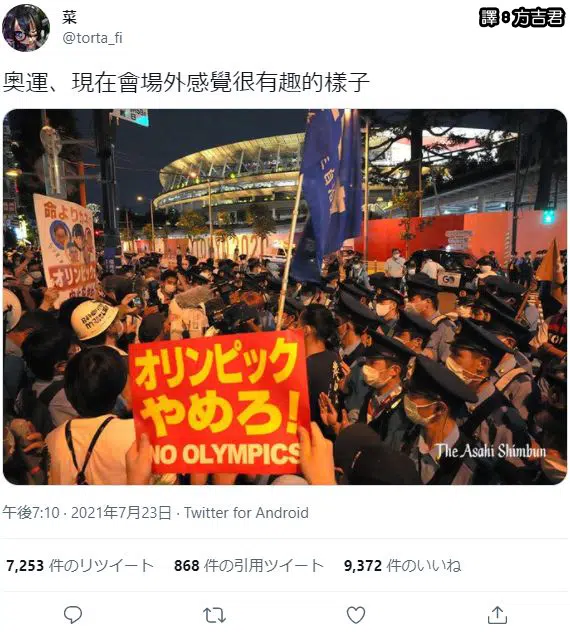 菜
譯:方吉君
@torta_fi
奧運、現在會場外感覺很有趣的樣子
命より
オリンピック
オリンピック
やめろ!
NO OLYMPICS
The Asahi Shimbun
午後7:10 · 2021年7月23日 · Twitter for Android
7,253 件のリツイート 868 件の引用ツイート 9,372 件のいいね